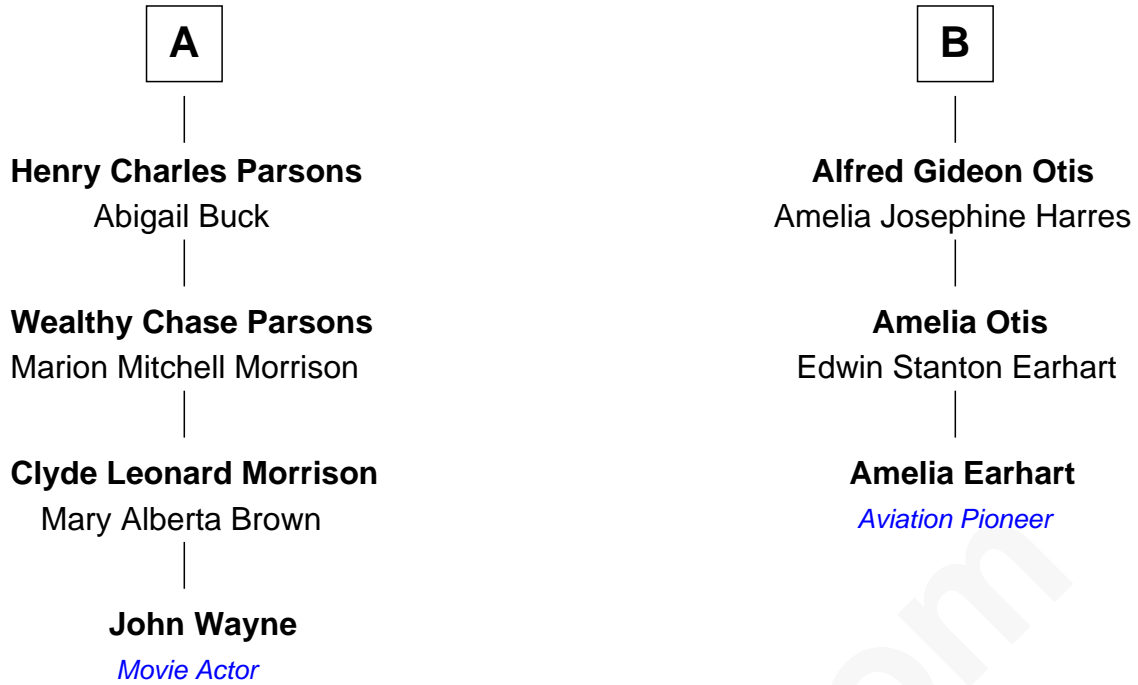 A
Henry Charles Parsons
Abigail Buck
Wealthy Chase Parsons
Marion Mitchell Morrison
Clyde Leonard Morrison
Mary Alberta Brown
John Wayne
Movie Actor
B
Alfred Gideon Otis
Amelia Josephine Harres
Amelia Otis
Edwin Stanton Earhart
Amelia Earhart
Aviation Pioneer
om